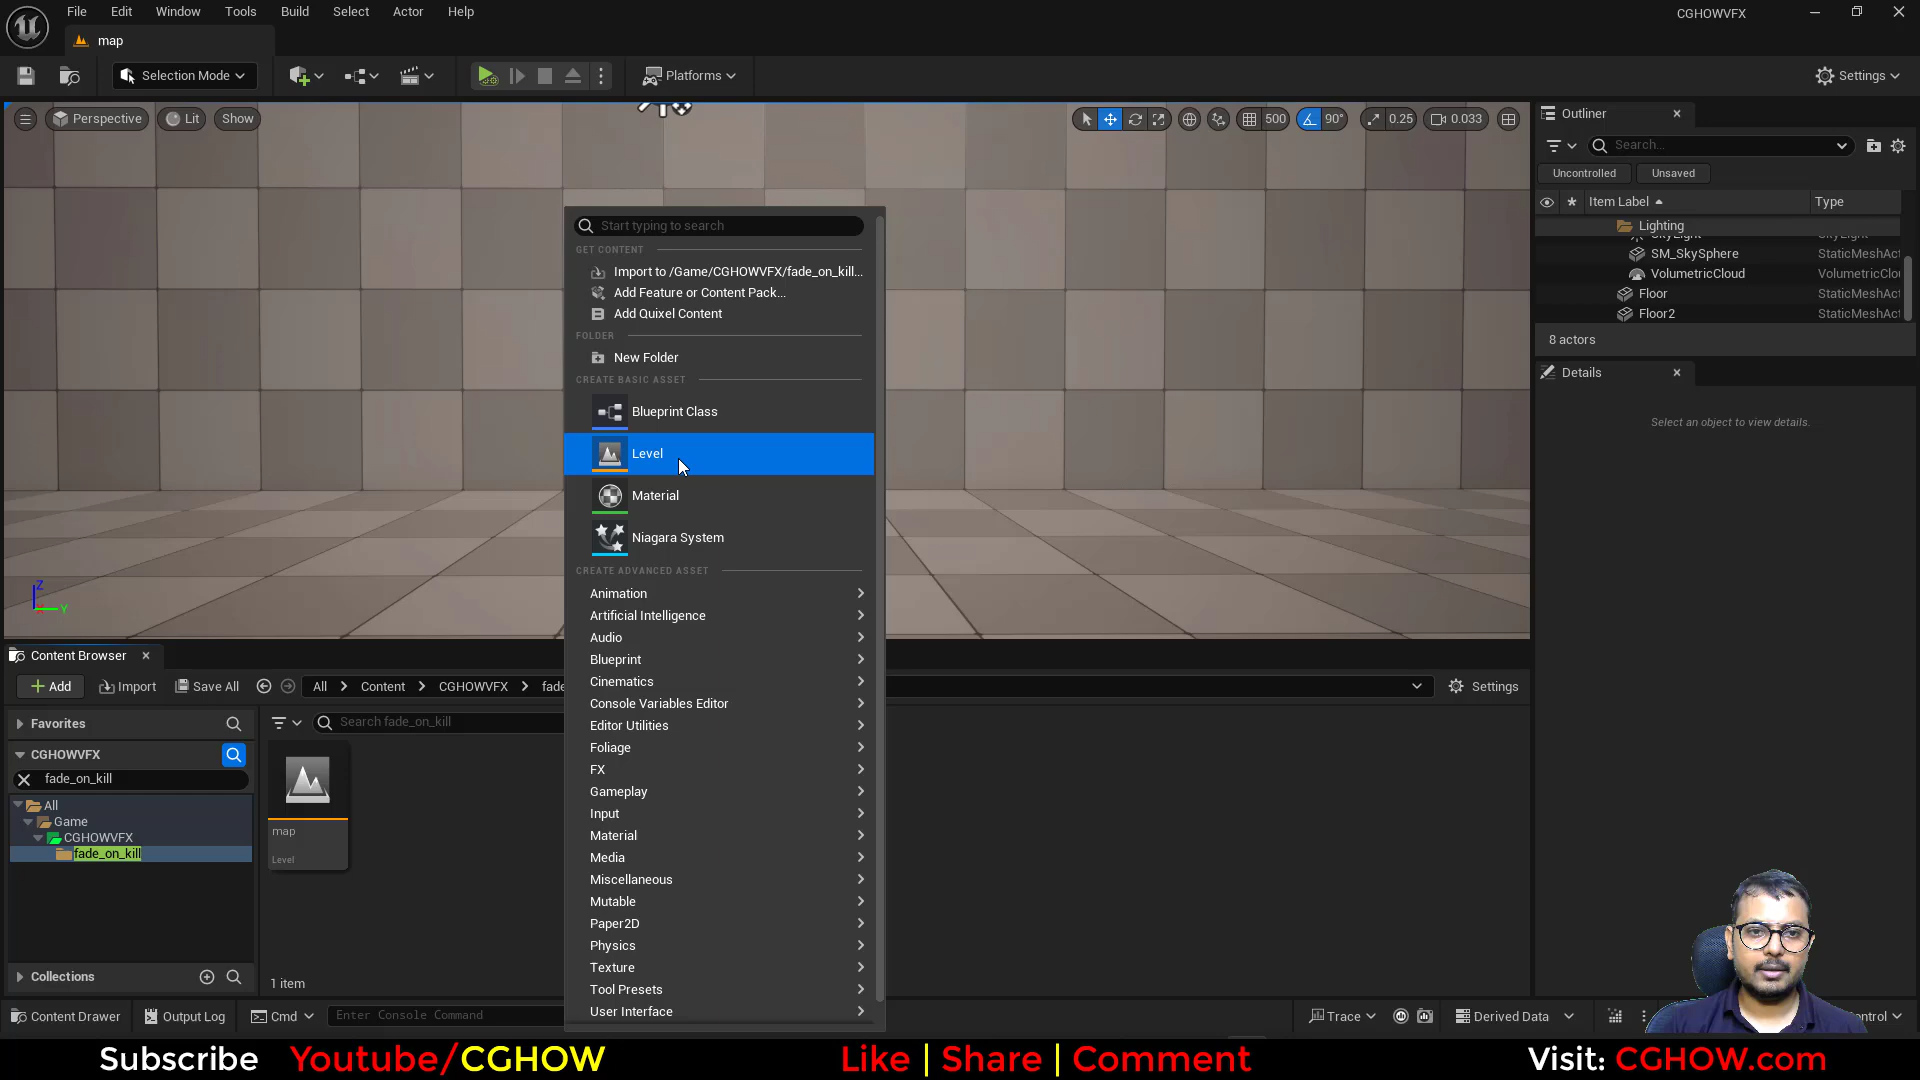 File Edit Window Tools Build Select Actor Help
CGHOWVFX
map
Selection Mode
Platforms
Settings
Perspective Lit Show
500 90° 0.25 0.033
Outliner
Search...
Uncontrolled Unsaved
Item Label Type
Lighting
SM_SkySphere StaticMeshAct
VolumetricCloud VolumetricClou
Floor StaticMeshAct
Floor2 StaticMeshAct
8 actors
Details
Select an object to view details.
Start typing to search
GET CONTENT
Import to /Game/CGHOWVFX/fade_on_kill...
Add Feature or Content Pack...
Add Quixel Content
FOLDER
New Folder
CREATE BASIC ASSET
Blueprint Class
Level
Material
Niagara System
CREATE ADVANCED ASSET
Animation
Artificial Intelligence
Audio
Blueprint
Cinematics
Console Variables Editor
Editor Utilities
Foliage
FX
Gameplay
Input
Material
Media
Miscellaneous
Mutable
Paper2D
Physics
Texture
Tool Presets
User Interface
Z
Y
Content Browser
Add Import Save All All Content CGHOWVFX fade Settings
Favorites
Search fade_on_kill
CGHOWVFX
fade_on_kill
All
Game
CGHOWVFX
fade_on_kill
map
Level
Collections
1 item
Content Drawer Output Log Cmd Enter Console Command Trace Derived Data ontrol
Subscribe Youtube/CGHOW Like | Share | Comment Visit: CGHOW.com